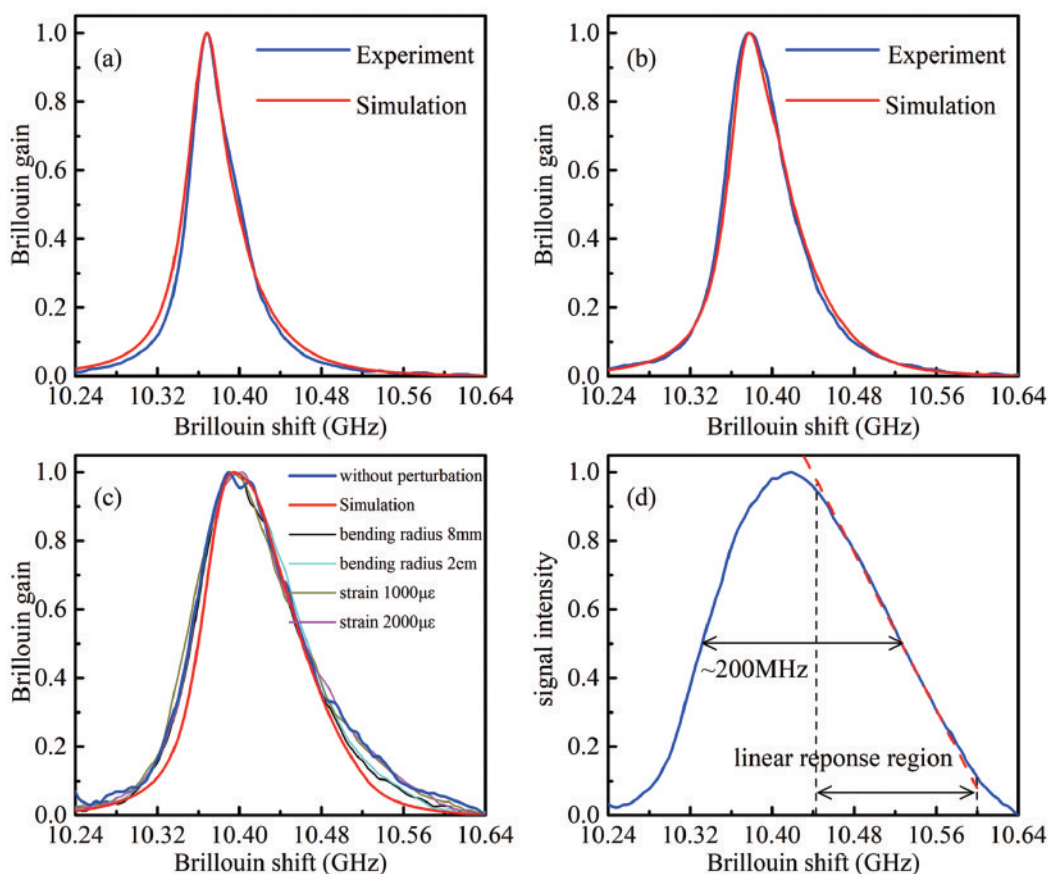 (a)
Experiment
Simulation
1.0
0.8
0.6
0.4
0.2
0.0
Brillouin gain
10.24 10.32 10.40 10.48 10.56 10.64
Brillouin shift (GHz)
(b)
Experiment
Simulation
1.0
0.8
0.6
0.4
0.2
0.0
Brillouin gain
10.24 10.32 10.40 10.48 10.56 10.64
Brillouin shift (GHz)
(c)
without perturbation
Simulation
bending radius 8mm
bending radius 2cm
strain 1000με
strain 2000με
1.0
0.8
0.6
0.4
0.2
0.0
Brillouin gain
10.24 10.32 10.40 10.48 10.56 10.64
Brillouin shift (GHz)
(d)
~200MHz
linear reponse region
1.0
0.8
0.6
0.4
0.2
0.0
signal intensity
10.24 10.32 10.40 10.48 10.56 10.64
Brillouin shift (GHz)